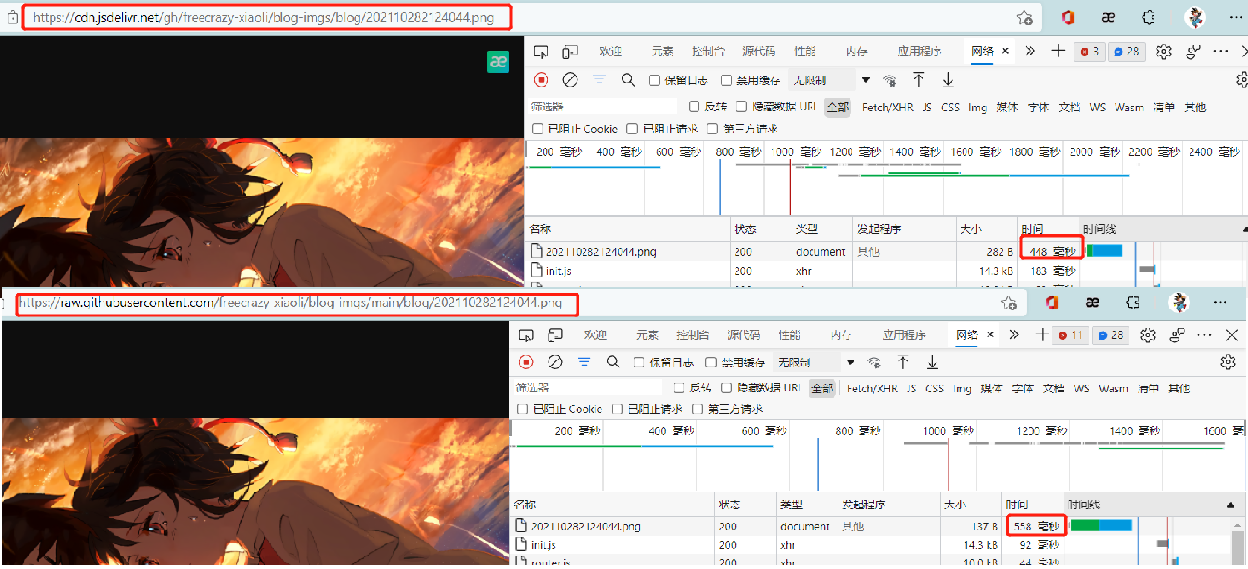 https://cdn.jsdelivr.net/gh/freecrazy-xiaoli/blog-imgs/blog/202110282124044.png
æ
æ
欢迎 元素 控制台 源代码 性能 内存 应用程序 网络 × 3 28
保留日志 禁用缓存 无限制
筛选器 反转 隐藏数据 URL 全部 Fetch/XHR JS CSS Img 媒体 字体 文档 WS Wasm 清单 其他
已阻止 Cookie 已阻止请求 第三方请求
200 毫秒 400 毫秒 600 毫秒 800 毫秒 1000 毫秒 1200 毫秒 1400 毫秒 1600 毫秒 1800 毫秒 2000 毫秒 2200 毫秒 2400 毫秒
名称 状态 类型 发起程序 大小 时间 时间线
202110282124044.png 200 document 其他 282 B 448 毫秒
init.js 200 xhr 14.3 kB 183 毫秒
https://raw.githubusercontent.com/freecrazy-xiaoli/blog-imgs/main/blog/202110282124044.png
æ
欢迎 元素 控制台 源代码 性能 内存 应用程序 网络 × 11 28
保留日志 禁用缓存 无限制
筛选器 反转 隐藏数据 URL 全部 Fetch/XHR JS CSS Img 媒体 字体 文档 WS Wasm 清单 其他
已阻止 Cookie 已阻止请求 第三方请求
200 毫秒 400 毫秒 600 毫秒 800 毫秒 1000 毫秒 1200 毫秒 1400 毫秒 1600 毫
名称 状态 类型 发起程序 大小 时间 时间线
202110282124044.png 200 document 其他 137 B 558 毫秒
init.js 200 xhr 14.3 kB 92 毫秒
router.js 200 xhr 10.0 kB 44 毫秒